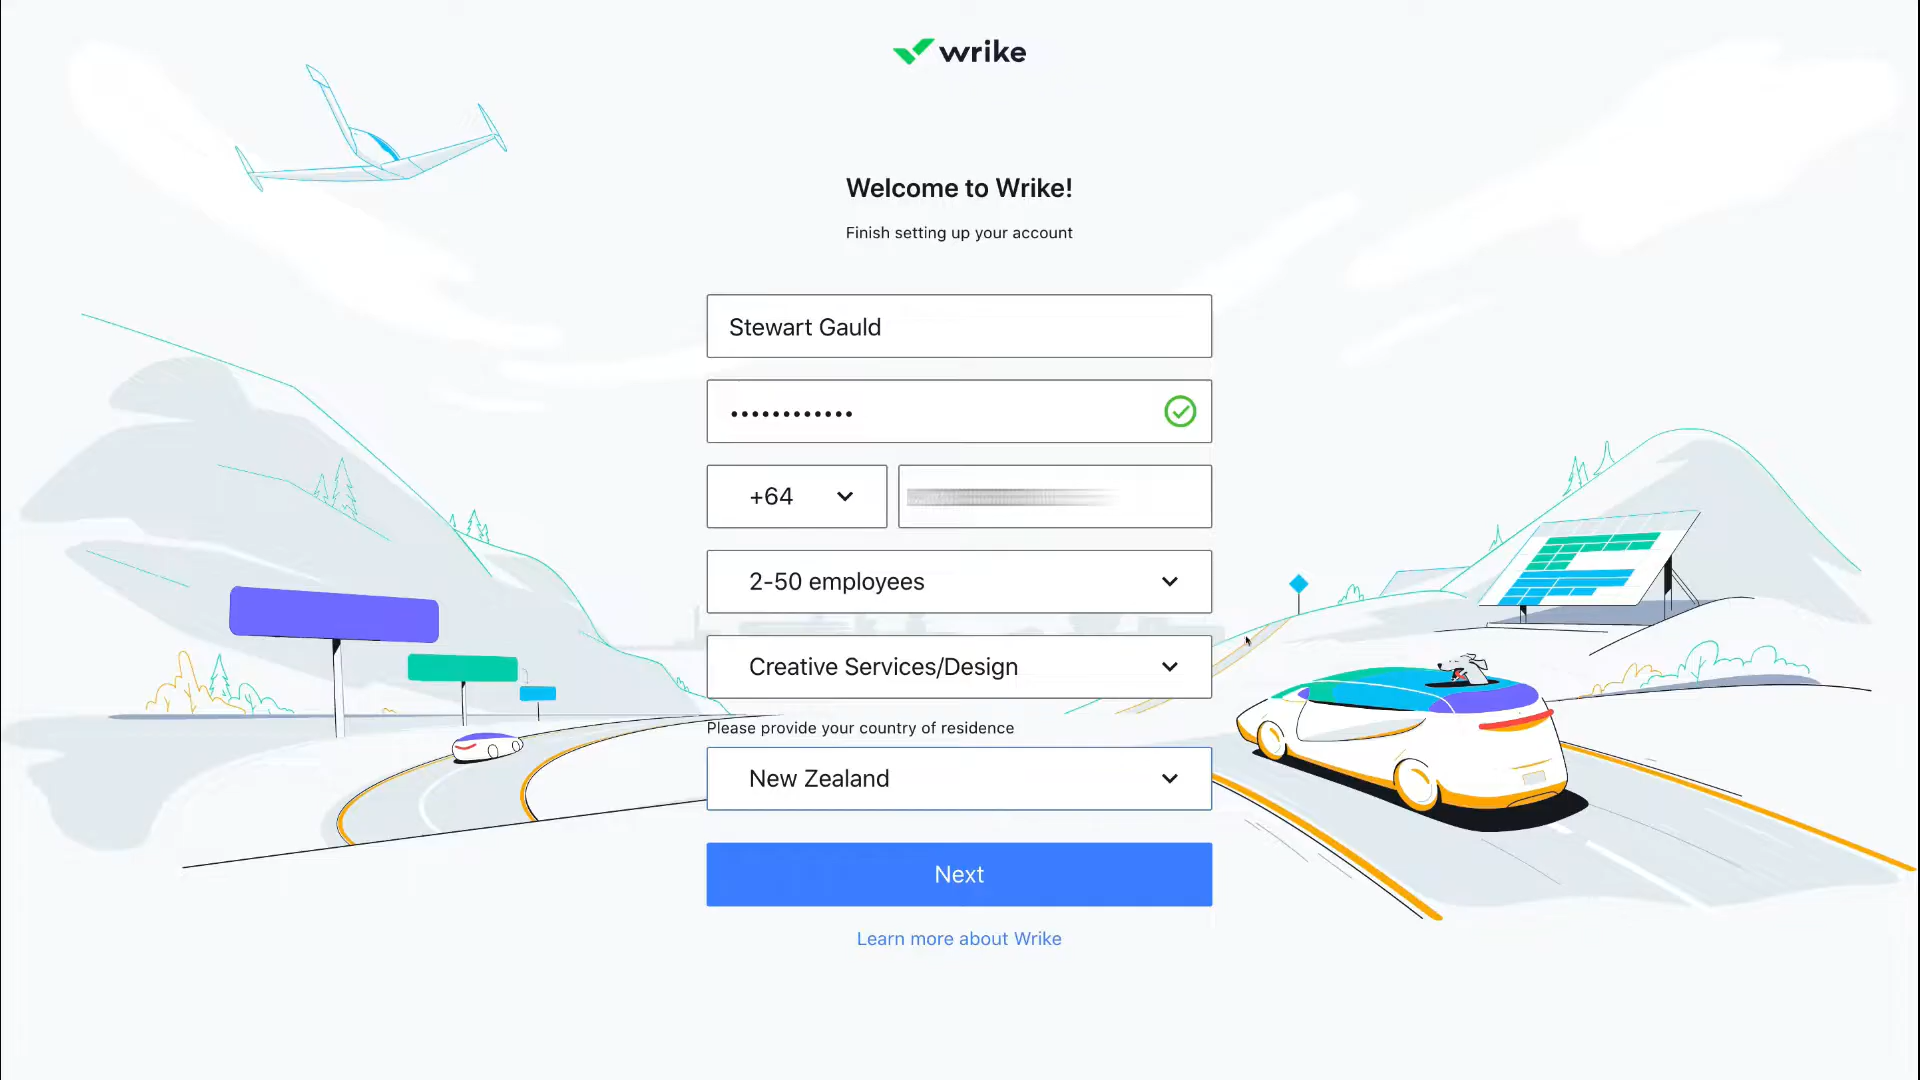 wrike
Welcome to Wrike!
Finish setting up your account
Stewart Gauld
••••••••••••
+64
2-50 employees
Creative Services/Design
Please provide your country of residence
New Zealand
Next
Learn more about Wrike